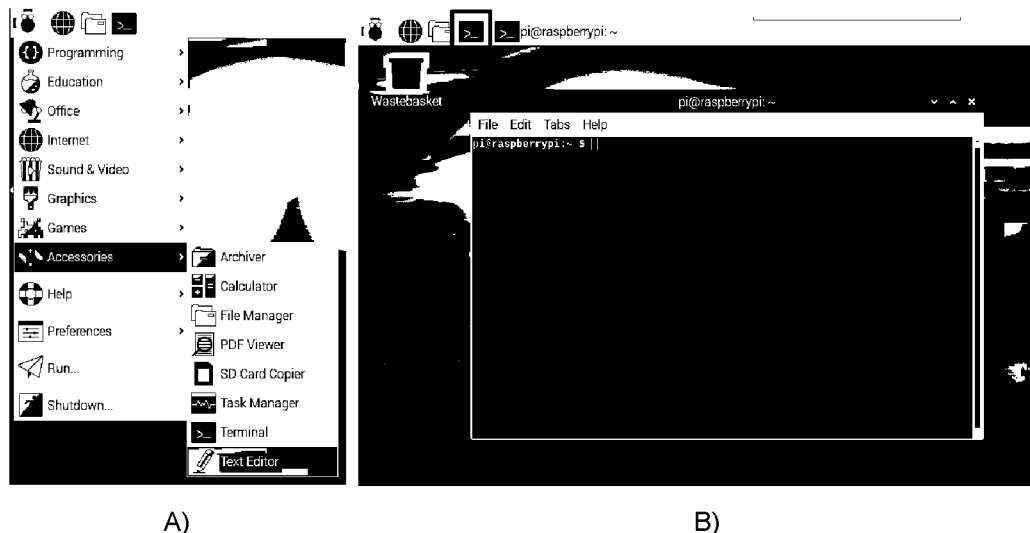 Programming
Education
Office
Internet
Sound & Video
Graphics
Games
Accessories
Help
Preferences
Run...
Shutdown...
Archiver
Calculator
File Manager
PDF Viewer
SD Card Copier
Task Manager
Terminal
Text Editor
A)
pi@raspberrypi: ~
Wastebasket
pi@raspberrypi: ~
File Edit Tabs Help
pi@raspberrypi:~ $
B)